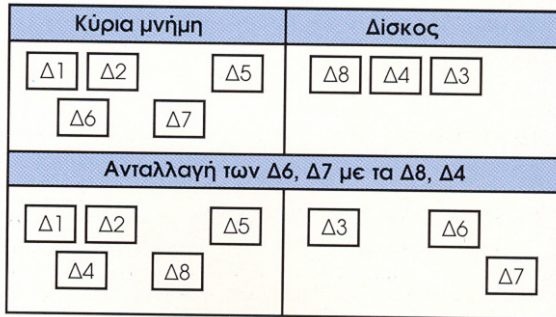 Κύρια μνήμη Δίσκος
Δ1 Δ2 Δ5 Δ8 Δ4 Δ3
Δ6 Δ7
Ανταλλαγή των Δ6, Δ7 με τα Δ8, Δ4
Δ1 Δ2 Δ5 Δ3 Δ6
Δ4 Δ8 Δ7